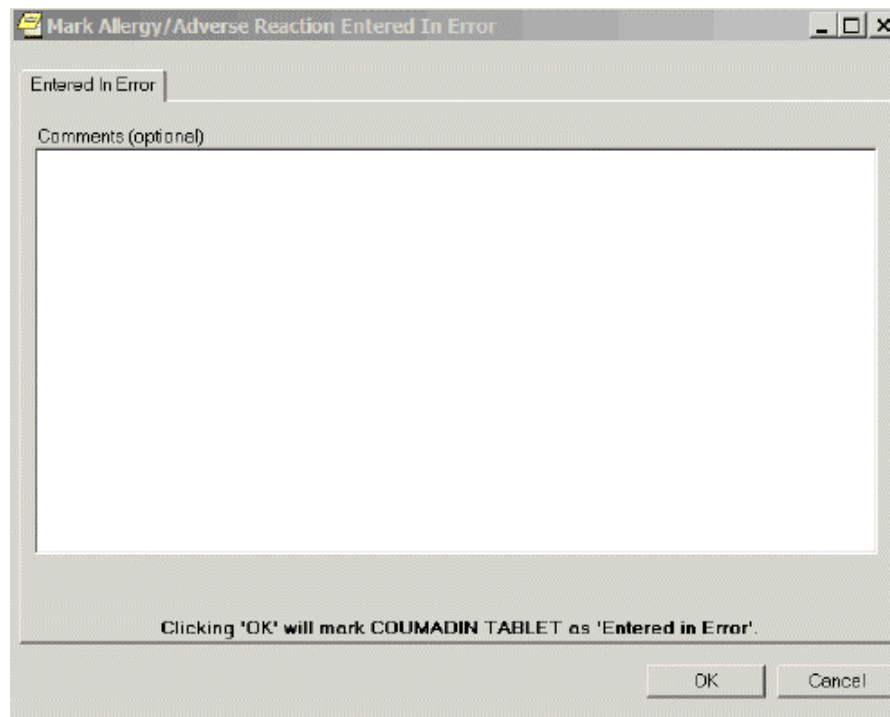 Mark Allergy/Adverse Reaction Entered In Error
Entered In Error
Comments (optional)
Clicking 'OK' will mark COUMADIN TABLET as 'Entered in Error'.
OK
Cancel